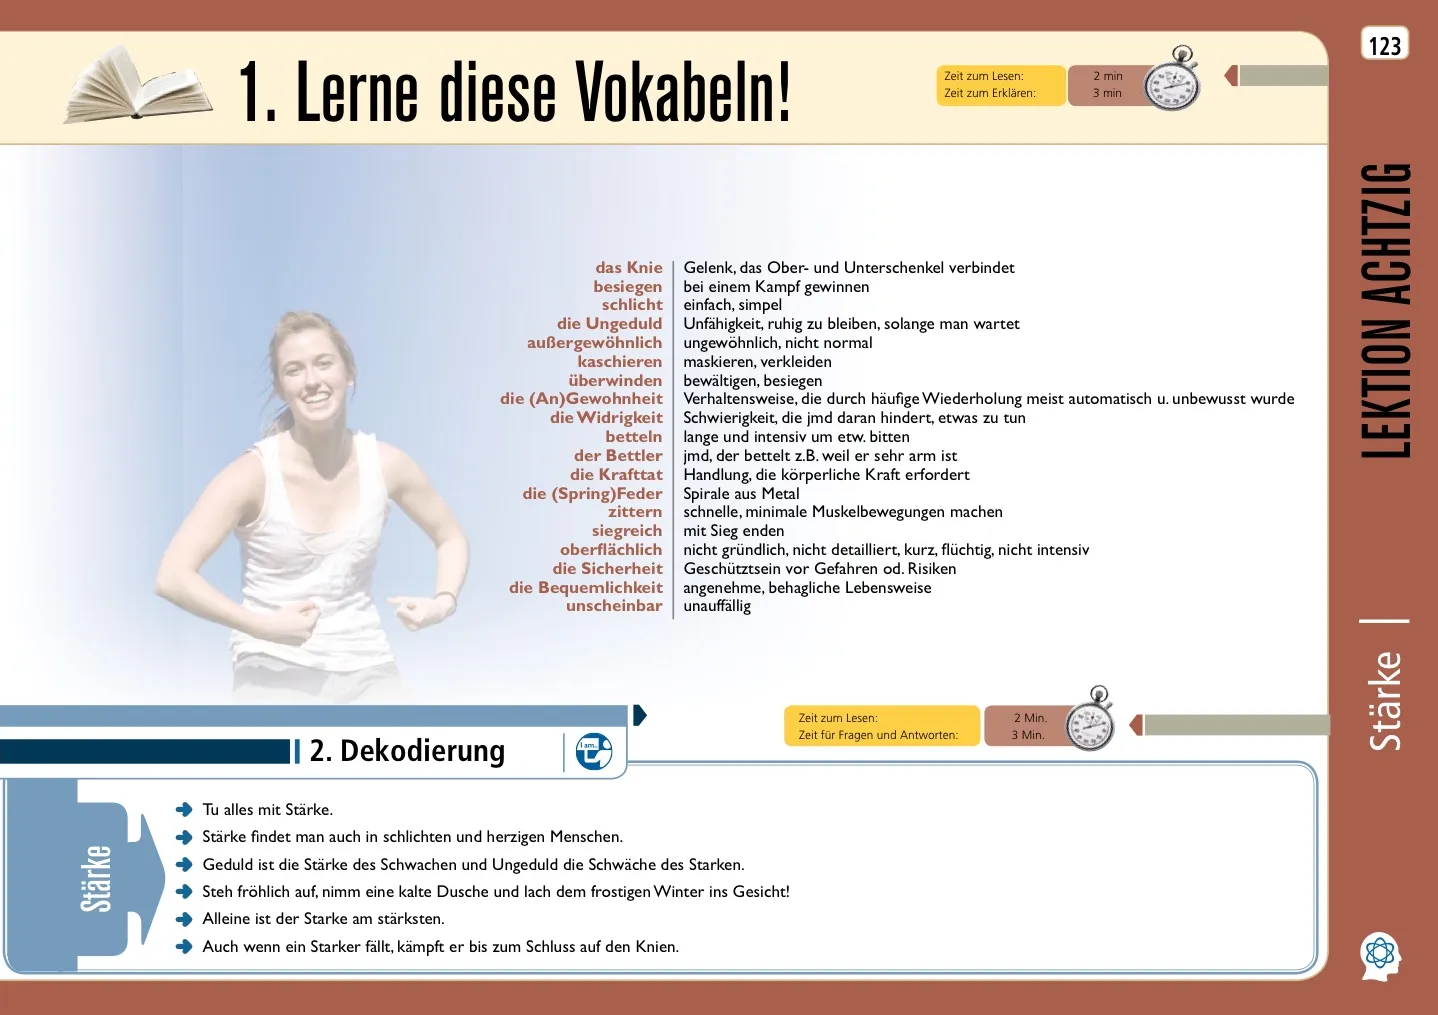 123
1. Lerne diese Vokabeln!
Zeit zum Lesen: 2 min
Zeit zum Erklären: 3 min
LEKTION ACHTZIG
Stärke
das Knie Gelenk, das Ober- und Unterschenkel verbindet
besiegen bei einem Kampf gewinnen
schlicht einfach, simpel
die Ungeduld Unfähigkeit, ruhig zu bleiben, solange man wartet
außergewöhnlich ungewöhnlich, nicht normal
kaschieren maskieren, verkleiden
überwinden bewältigen, besiegen
die (An)Gewohnheit Verhaltensweise, die durch häufige Wiederholung meist automatisch u. unbewusst wurde
die Widrigkeit Schwierigkeit, die jmd daran hindert, etwas zu tun
betteln lange und intensiv um etw. bitten
der Bettler jmd, der bettelt z.B. weil er sehr arm ist
die Krafttat Handlung, die körperliche Kraft erfordert
die (Spring)Feder Spirale aus Metal
zittern schnelle, minimale Muskelbewegungen machen
siegreich mit Sieg enden
oberflächlich nicht gründlich, nicht detailliert, kurz, flüchtig, nicht intensiv
die Sicherheit Geschütztsein vor Gefahren od. Risiken
die Bequemlichkeit angenehme, behagliche Lebensweise
unscheinbar unauffällig
2. Dekodierung
I am...
Zeit zum Lesen: 2 Min.
Zeit für Fragen und Antworten: 3 Min.
Stärke
Tu alles mit Stärke.
Stärke findet man auch in schlichten und herzigen Menschen.
Geduld ist die Stärke des Schwachen und Ungeduld die Schwäche des Starken.
Steh fröhlich auf, nimm eine kalte Dusche und lach dem frostigen Winter ins Gesicht!
Alleine ist der Starke am stärksten.
Auch wenn ein Starker fällt, kämpft er bis zum Schluss auf den Knien.